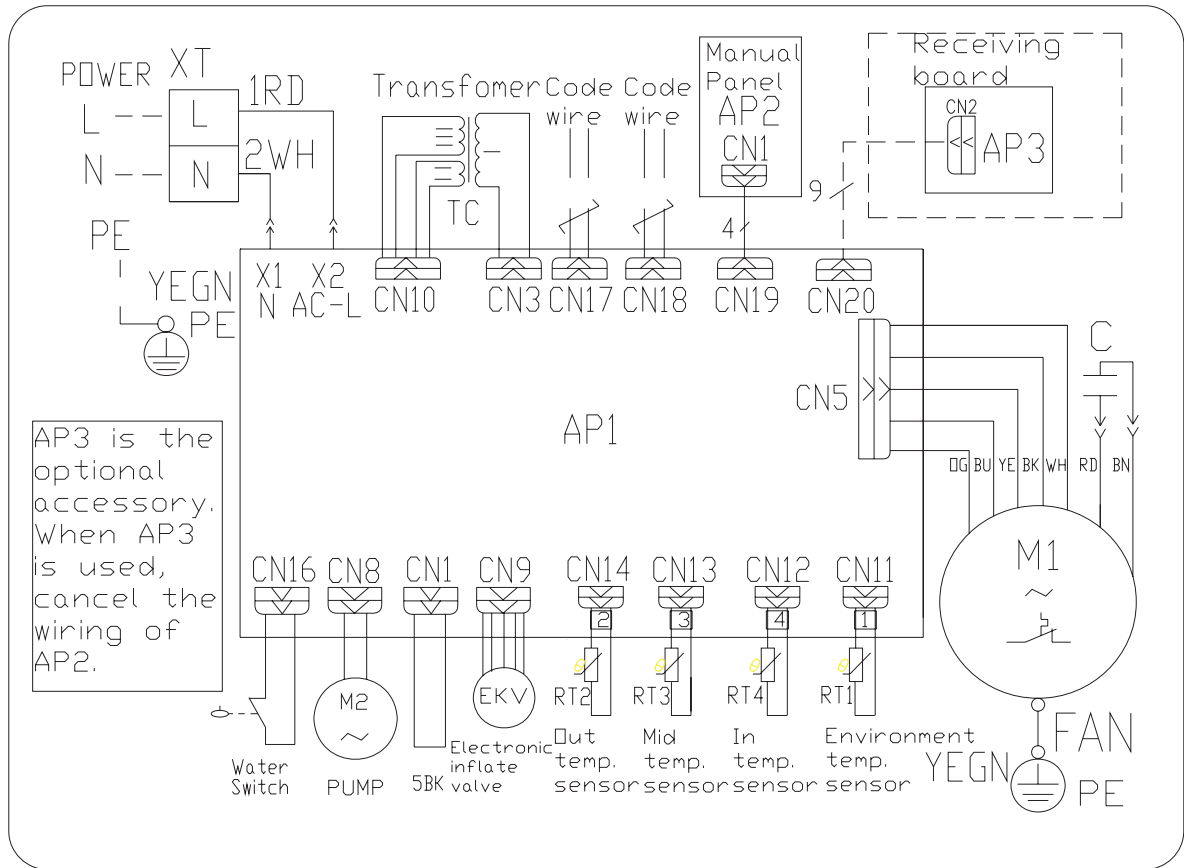 POWER
XT
L
L
1RD
N
N
2WH
PE
YEGN
PE
Transfomer
TC
Code
wire
Code
wire
Manual
Panel
AP2
CN1
4
Receiving
board
CN2
AP3
9
X1
N
X2
AC-L
CN10
CN3
CN17
CN18
CN19
CN20
CN5
AP1
C
OG
BU
YE
BK
WH
RD
BN
M1
FAN
YEGN
PE
AP3 is the
optional
accessory.
When AP3
is used,
cancel the
wiring of
AP2.
CN16
CN8
CN1
CN9
CN14
CN13
CN12
CN11
2
3
4
1
M2
EKV
RT2
RT3
RT4
RT1
Water
Switch
PUMP
5BK
Electronic
inflate
valve
Out
temp.
sensor
Mid
temp.
sensor
In
temp.
sensor
Environment
temp.
sensor